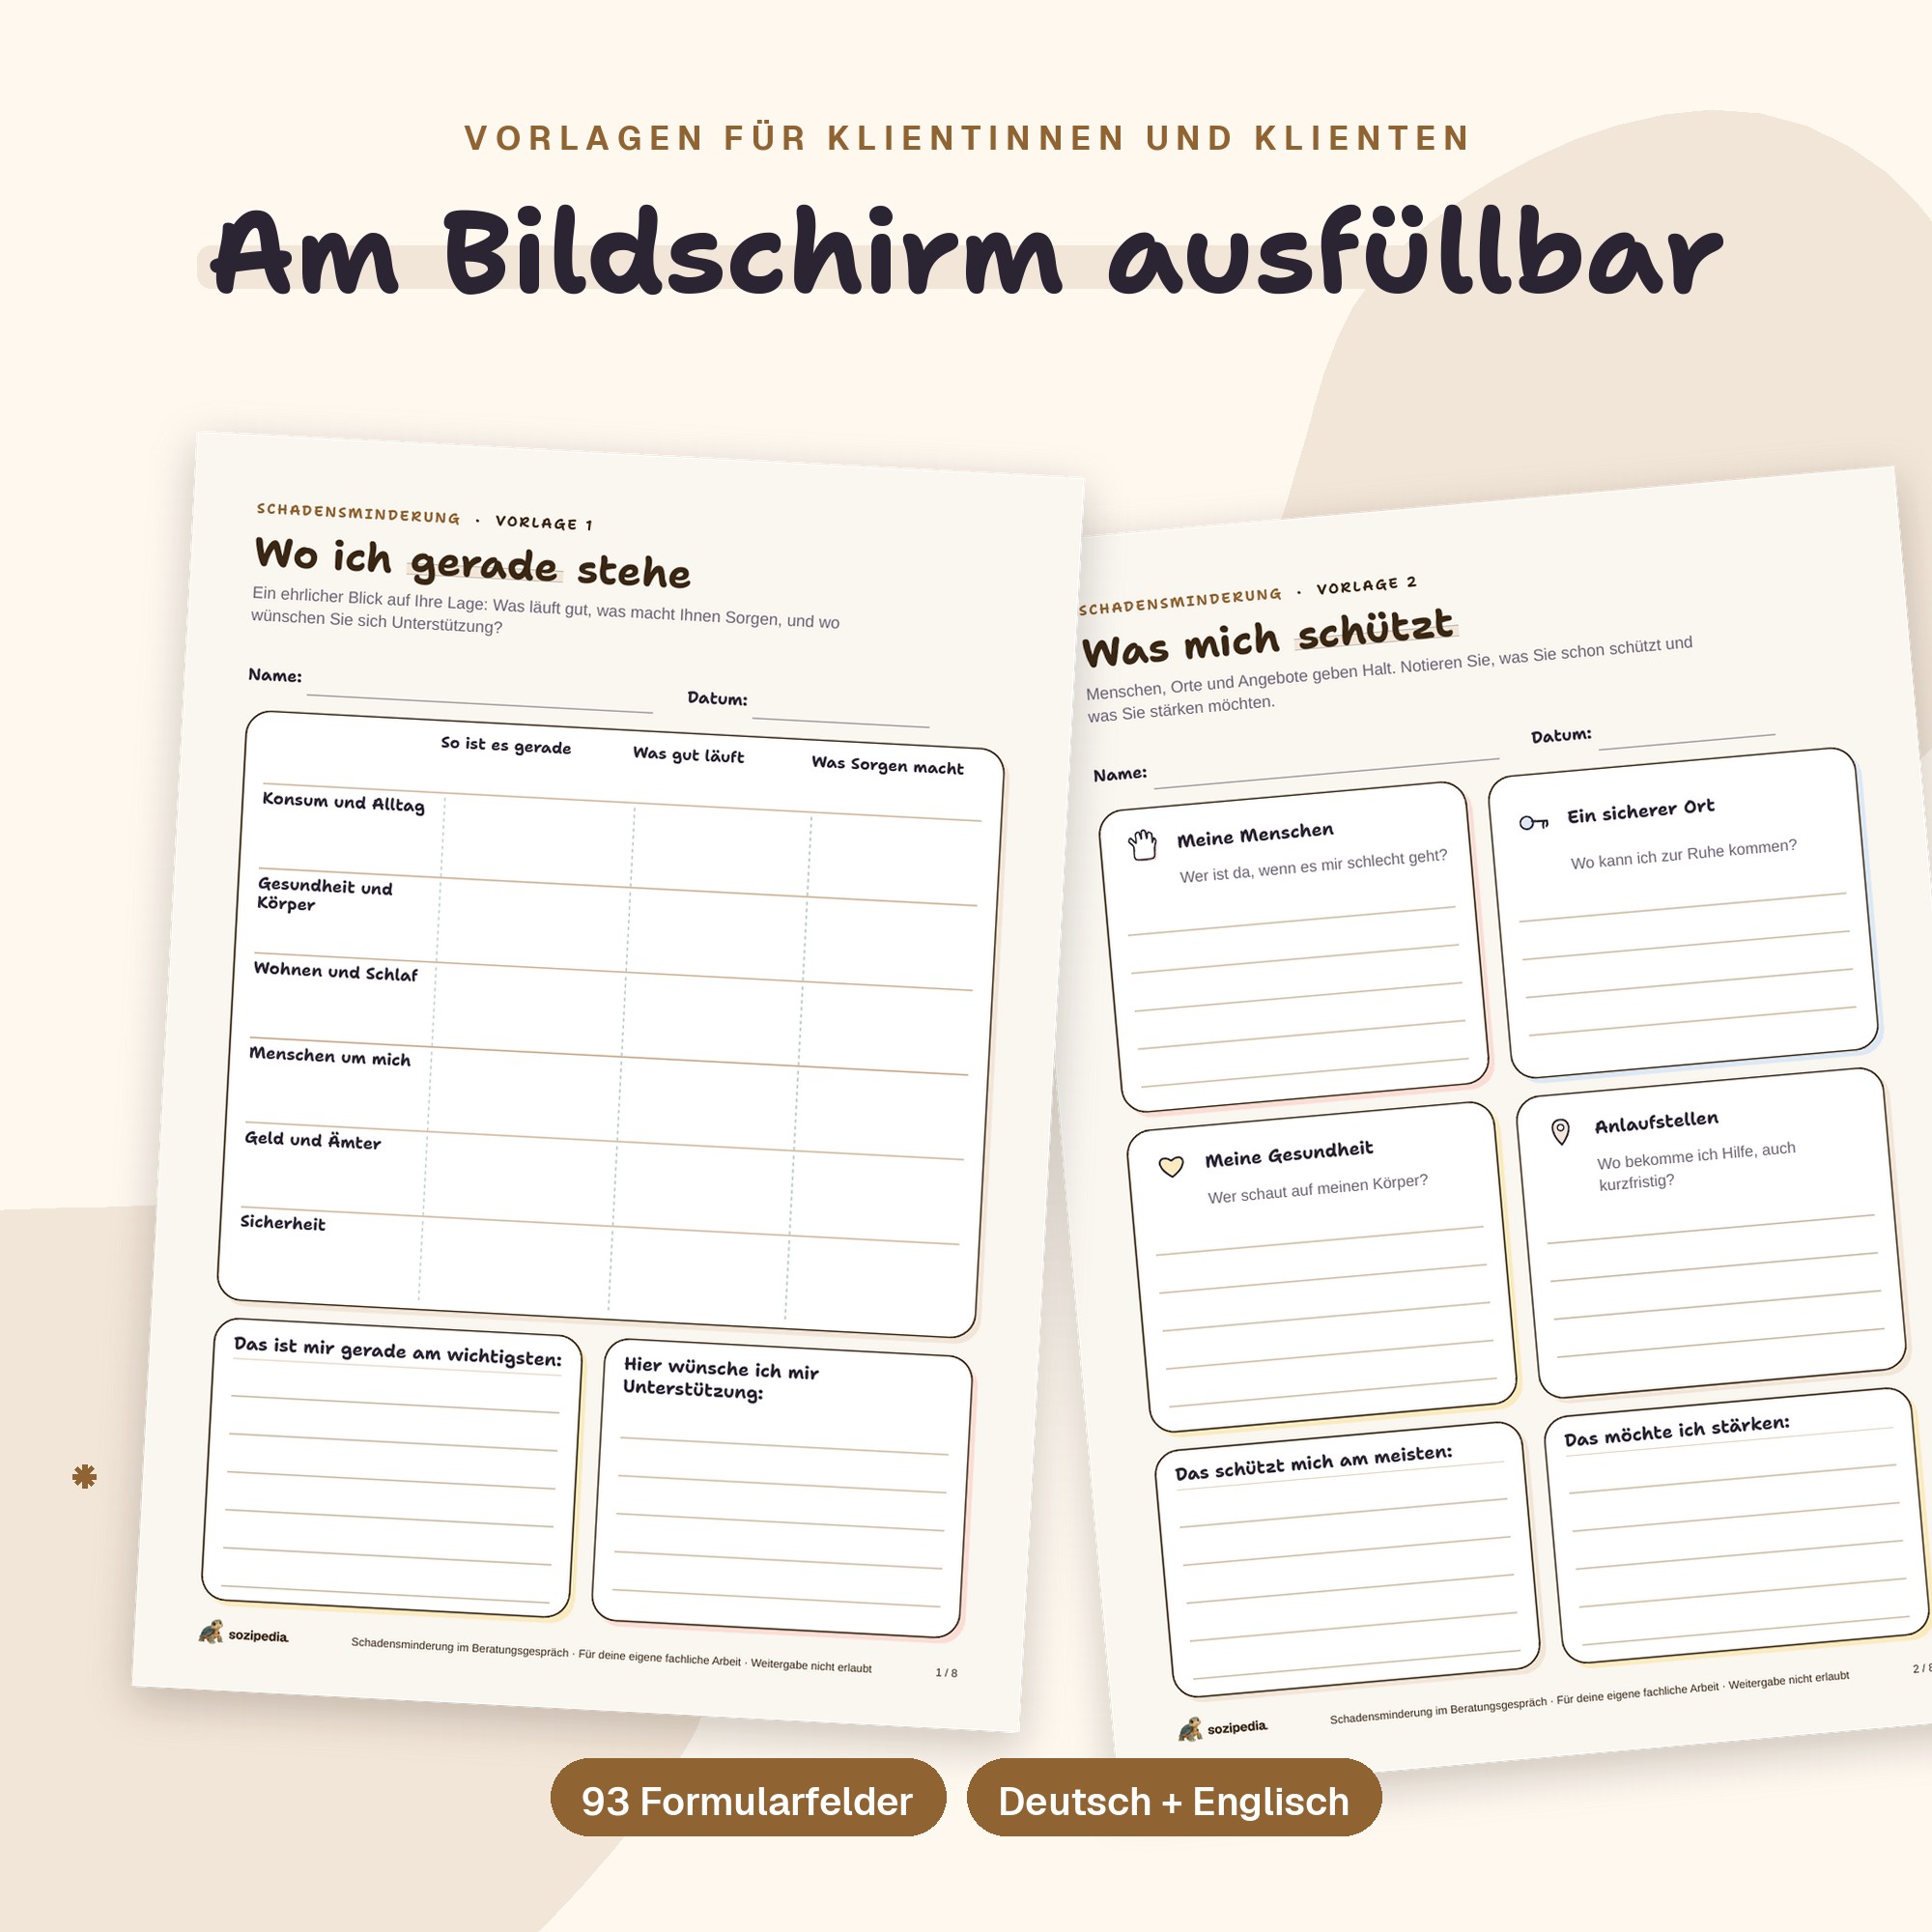 VORLAGEN FÜR KLIENTINNEN UND KLIENTEN
Am Bildschirm ausfüllbar
SCHADENSMINDERUNG · VORLAGE 1
Wo ich gerade stehe
Ein ehrlicher Blick auf Ihre Lage: Was läuft gut, was macht Ihnen Sorgen, und wo
wünschen Sie sich Unterstützung?
Name:
Datum:
So ist es gerade
Was gut läuft
Was Sorgen macht
Konsum und Alltag
Gesundheit und
Körper
Wohnen und Schlaf
Menschen um mich
Geld und Ämter
Sicherheit
Das ist mir gerade am wichtigsten:
Hier wünsche ich mir
Unterstützung:
sozipedia.
Schadensminderung im Beratungsgespräch · Für deine eigene fachliche Arbeit · Weitergabe nicht erlaubt
1 / 8
SCHADENSMINDERUNG · VORLAGE 2
Was mich schützt
Menschen, Orte und Angebote geben Halt. Notieren Sie, was Sie schon schützt und
was Sie stärken möchten.
Name:
Datum:
Meine Menschen
Wer ist da, wenn es mir schlecht geht?
Ein sicherer Ort
Wo kann ich zur Ruhe kommen?
Meine Gesundheit
Wer schaut auf meinen Körper?
Anlaufstellen
Wo bekomme ich Hilfe, auch
kurzfristig?
Das schützt mich am meisten:
Das möchte ich stärken:
sozipedia.
Schadensminderung im Beratungsgespräch · Für deine eigene fachliche Arbeit · Weitergabe nicht erlaubt
2 / 8
93 Formularfelder
Deutsch + Englisch